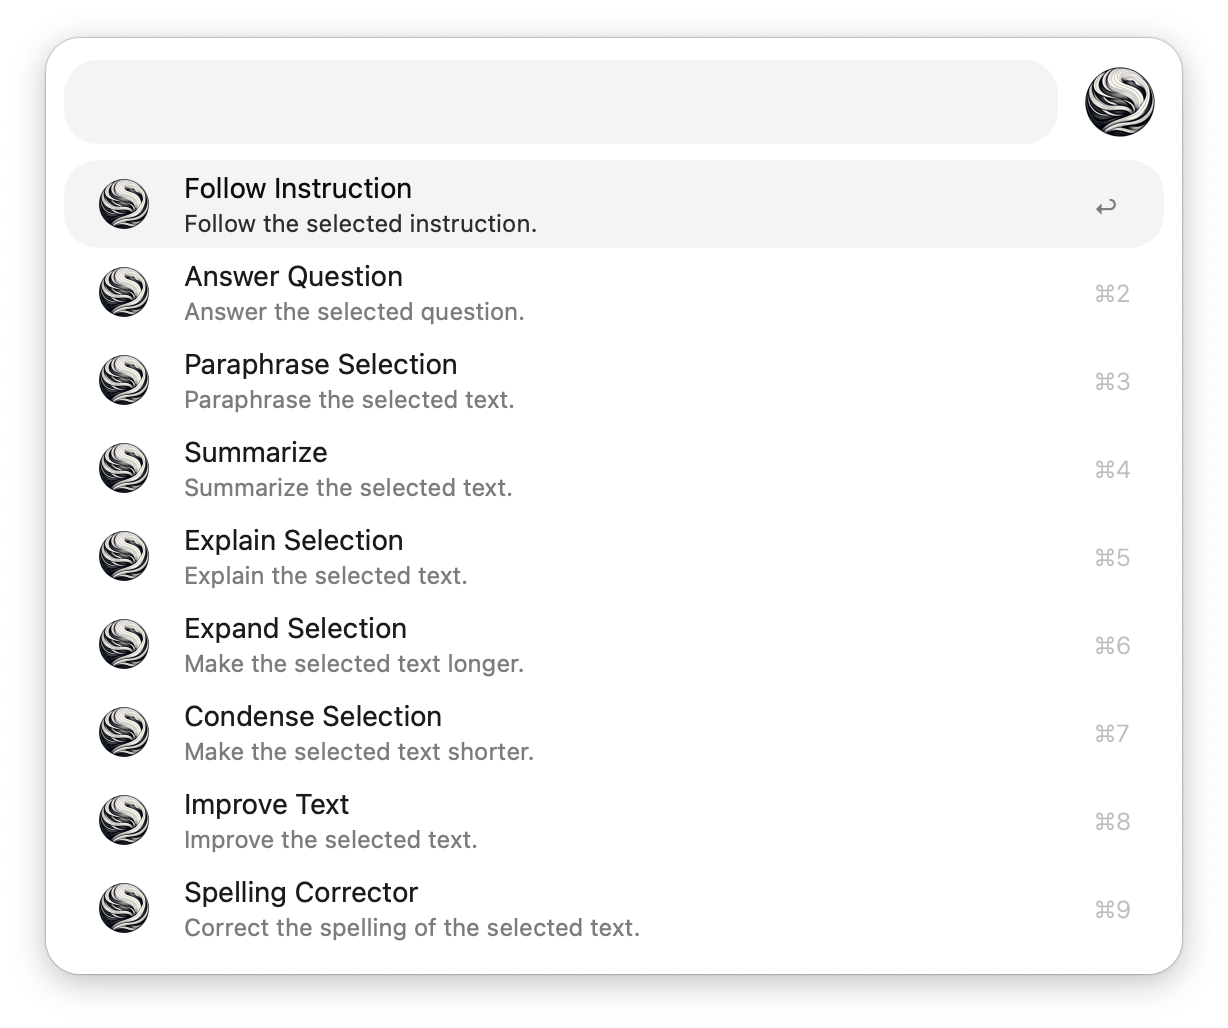 Follow Instruction
Follow the selected instruction.
↩
Answer Question
Answer the selected question.
⌘2
Paraphrase Selection
Paraphrase the selected text.
⌘3
Summarize
Summarize the selected text.
⌘4
Explain Selection
Explain the selected text.
⌘5
Expand Selection
Make the selected text longer.
⌘6
Condense Selection
Make the selected text shorter.
⌘7
Improve Text
Improve the selected text.
⌘8
Spelling Corrector
Correct the spelling of the selected text.
⌘9